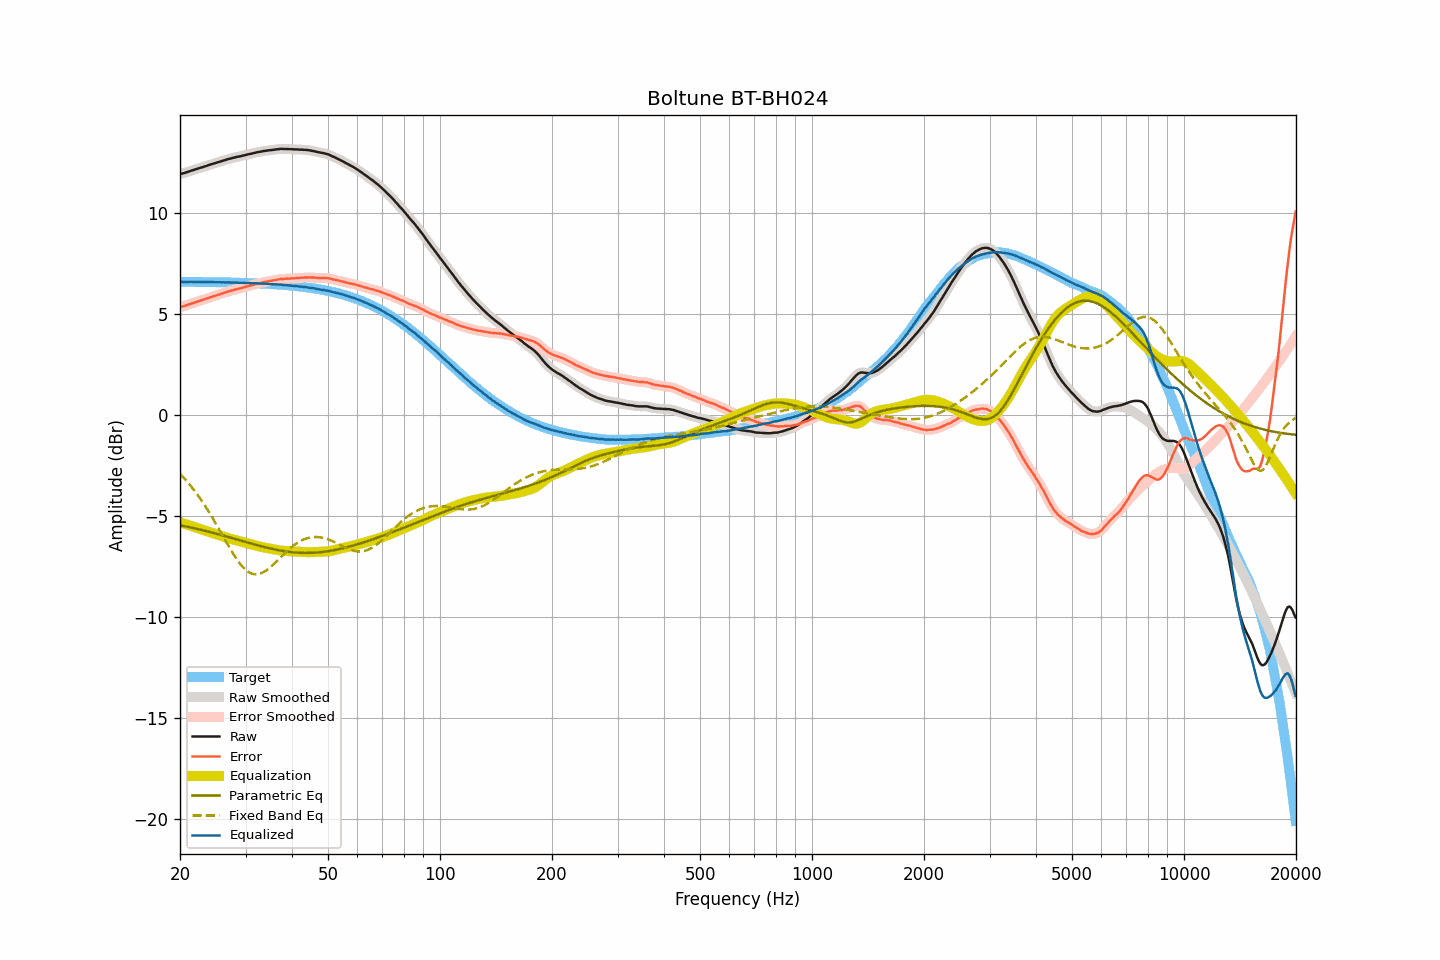 Boltune BT-BH024
Amplitude (dBr)
10
5
0
−5
−10
−15
−20
Target
Raw Smoothed
Error Smoothed
Raw
Error
Equalization
Parametric Eq
Fixed Band Eq
Equalized
20 50 100 200 500 1000 2000 5000 10000 20000
Frequency (Hz)